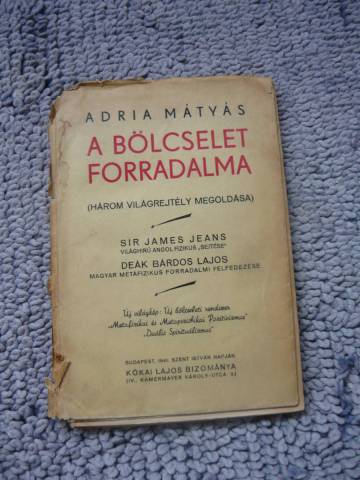 ADRIA MÁTYÁS
A BÖLCSELET
FORRADALMA
(HÁROM VILÁGREJTÉLY MEGOLDÁSA)
SIR JAMES JEANS
VILÁGHIRÜ ANGOL FIZIKUS „SEJTÉSE"
DEÁK BÁRDOS LAJOS
MAGYAR METAFIZIKUS FORRADALMI FELFEDEZÉSE
Új világkép: Új bölcseleti rendszer
„Metafizikai és Metapszichikai Pozitivizmus"
„Duális Spirituálizmus"
BUDAPEST, 1941. SZENT ISTVÁN NAPJÁN
KÓKAI LAJOS BIZOMÁNYA
(IV., KAMERMAYER KÁROLY-UTCA 3.)